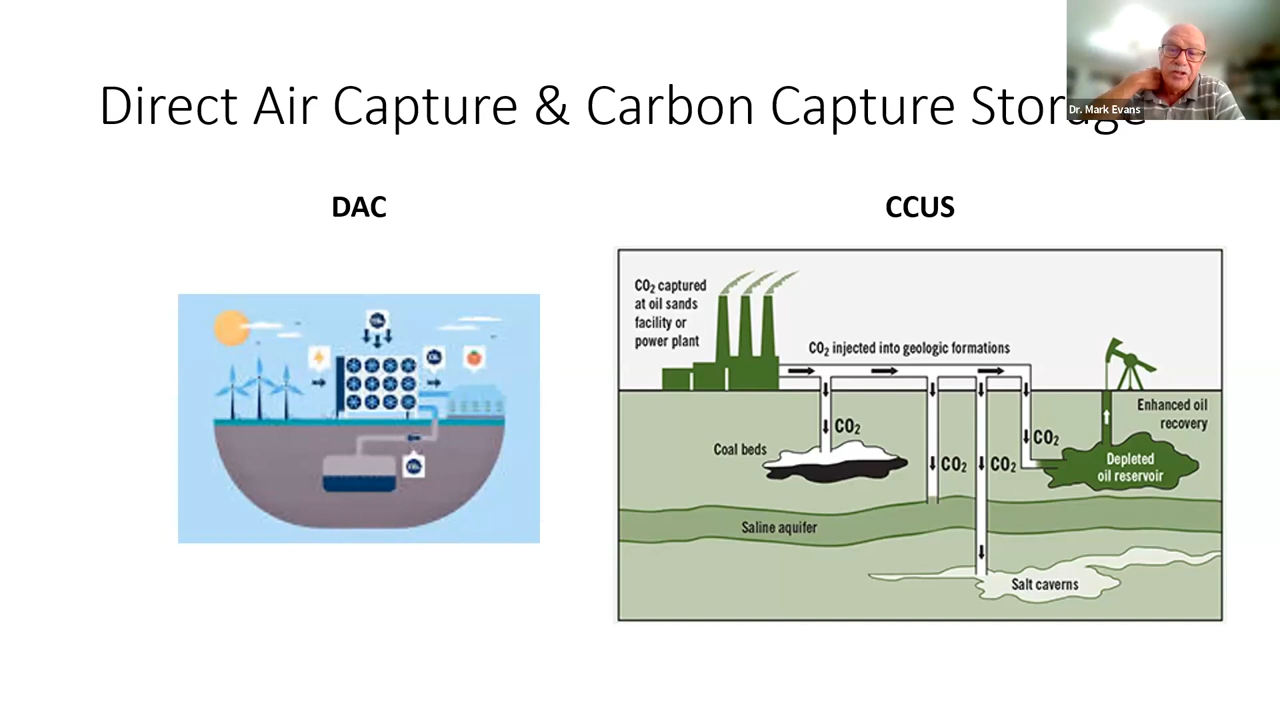 Direct Air Capture & Carbon Capture Storage
Dr. Mark Evans
DAC
CCUS
CO₂ captured
at oil sands
facility or
power plant
CO₂ injected into geologic formations
Enhanced oil
recovery
CO₂
CO₂
Coal beds
Depleted
oil reservoir
CO₂
CO₂
Saline aquifer
Salt caverns